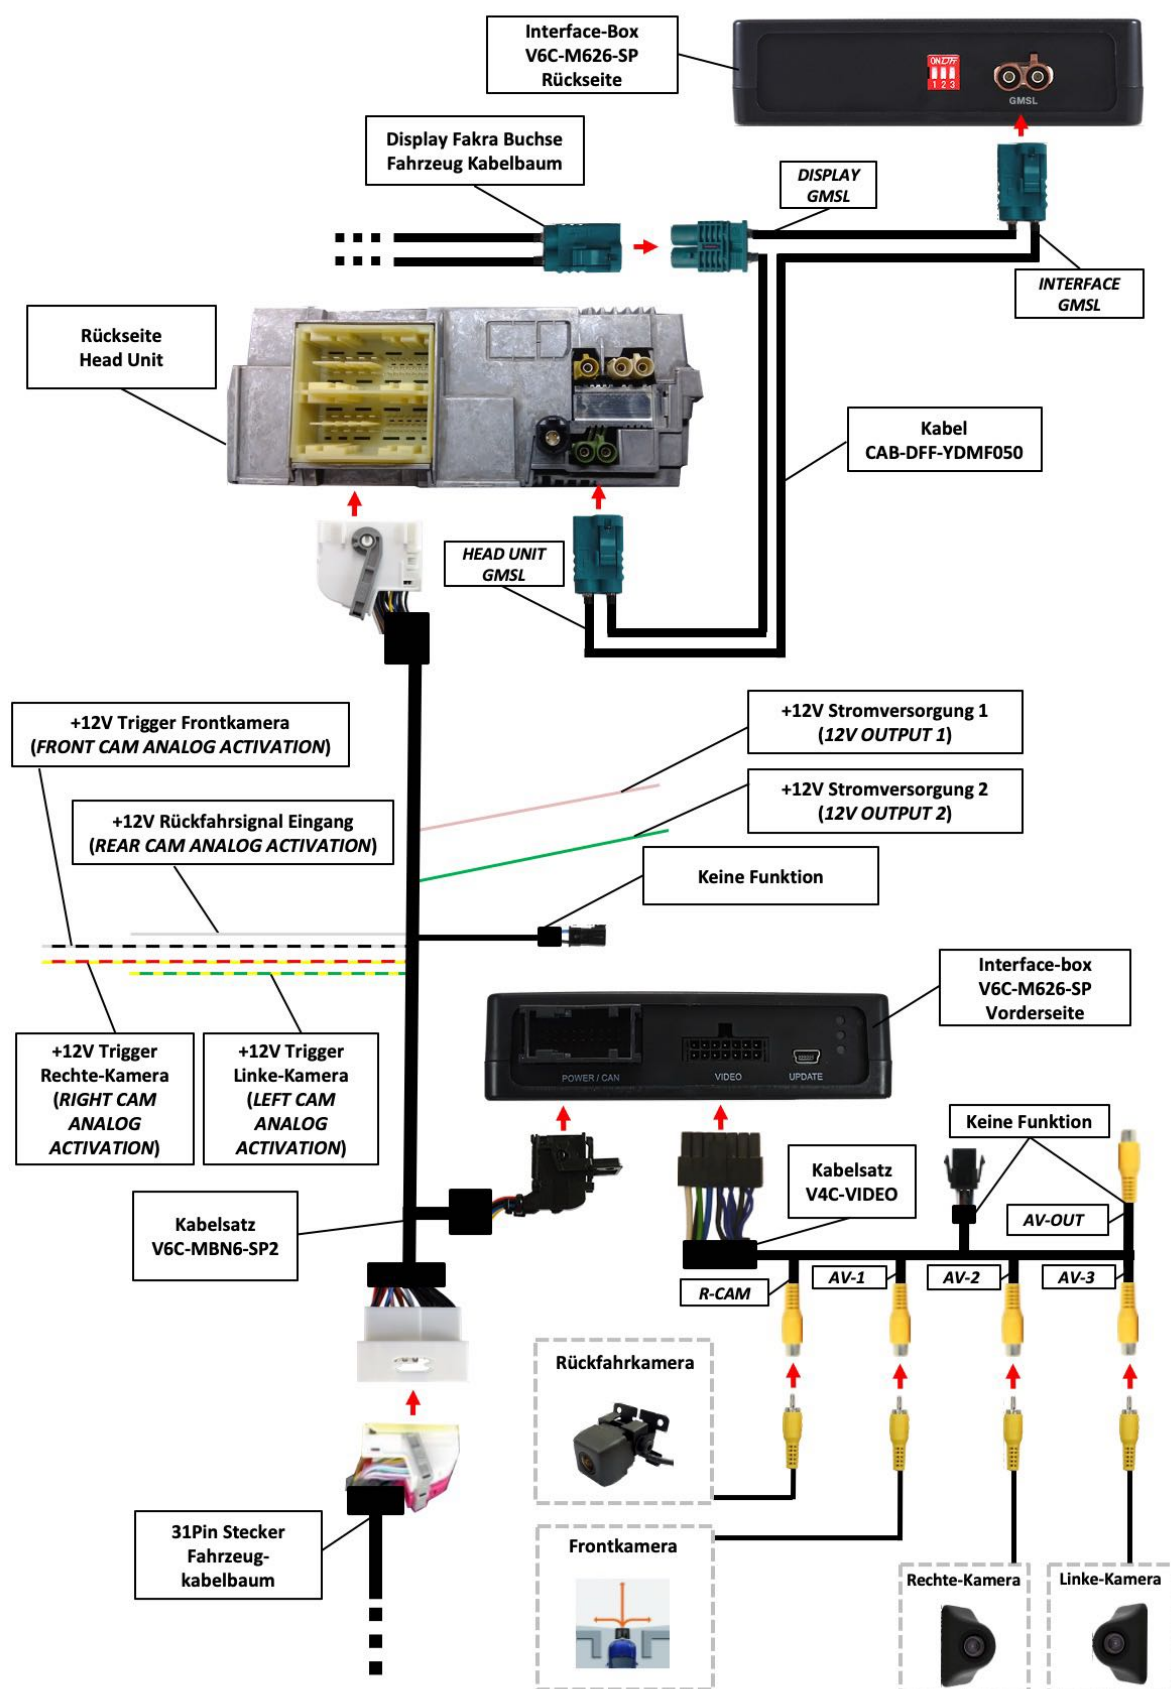 Interface-Box
V6C-M626-SP
Rückseite
ON OFF
1 2 3
GMSL
Display Fakra Buchse
Fahrzeug Kabelbaum
DISPLAY
GMSL
INTERFACE
GMSL
Rückseite
Head Unit
Kabel
CAB-DFF-YDMF050
HEAD UNIT
GMSL
+12V Trigger Frontkamera
(FRONT CAM ANALOG ACTIVATION)
+12V Stromversorgung 1
(12V OUTPUT 1)
+12V Stromversorgung 2
(12V OUTPUT 2)
+12V Rückfahrsignal Eingang
(REAR CAM ANALOG ACTIVATION)
Keine Funktion
Interface-box
V6C-M626-SP
Vorderseite
+12V Trigger
Rechte-Kamera
(RIGHT CAM
ANALOG
ACTIVATION)
+12V Trigger
Linke-Kamera
(LEFT CAM
ANALOG
ACTIVATION)
POWER / CAN
VIDEO
UPDATE
Keine Funktion
Kabelsatz
V4C-VIDEO
AV-OUT
Kabelsatz
V6C-MBN6-SP2
R-CAM
AV-1
AV-2
AV-3
Rückfahrkamera
31Pin Stecker
Fahrzeug-
kabelbaum
Frontkamera
Rechte-Kamera
Linke-Kamera